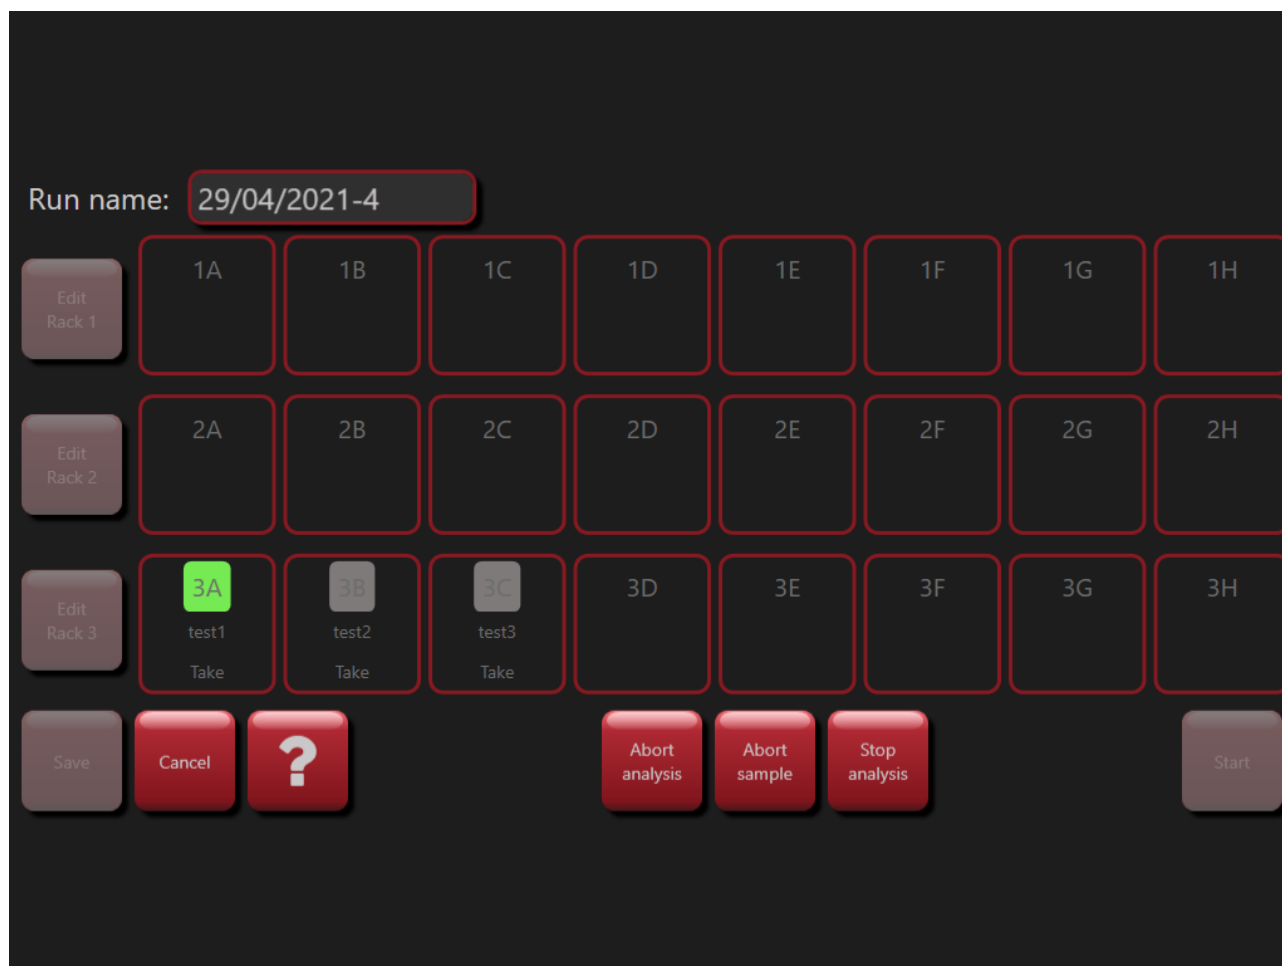 Run name: 29/04/2021-4
Edit
Rack 1
1A 1B 1C 1D 1E 1F 1G 1H
Edit
Rack 2
2A 2B 2C 2D 2E 2F 2G 2H
Edit
Rack 3
3A 3B 3C 3D 3E 3F 3G 3H
test1 test2 test3
Take Take Take
Save
Cancel
?
Abort
analysis
Abort
sample
Stop
analysis
Start